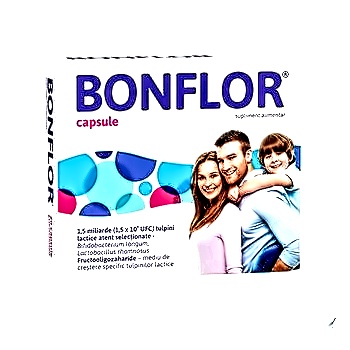 BONFLOR®
supliment alimentar
capsule
1,5 miliarde (1,5 x 10⁹ UFC) tulpini
lactice atent selecționate -
Bifidobacterium longum,
Lactobacillus rhamnosus
Fructooligozaharide – mediu de
creștere specific tulpinilor lactice
BONFLOR
capsule